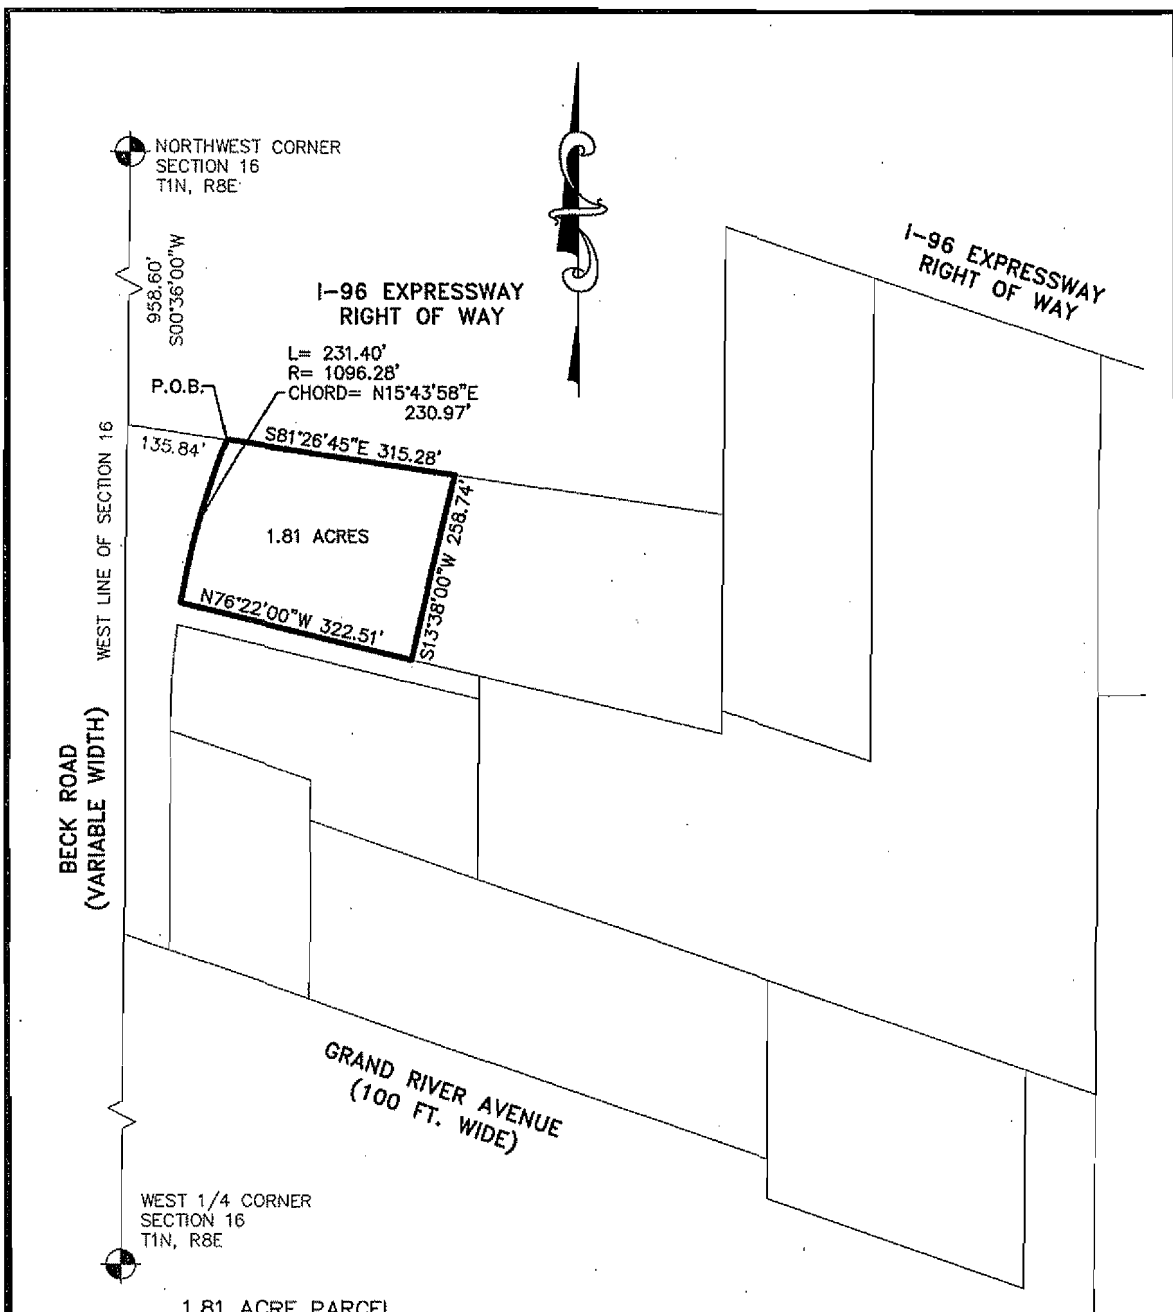 NORTHWEST CORNER
SECTION 16
T1N, R8E
958.60'
S00°36'00"W
I-96 EXPRESSWAY
RIGHT OF WAY
I-96 EXPRESSWAY
RIGHT OF WAY
L= 231.40'
R= 1096.28'
CHORD= N15°43'58"E
230.97'
P.O.B.
135.84'
S81°26'45"E 315.28'
WEST LINE OF SECTION 16
1.81 ACRES
S13°38'00"W 258.74'
N76°22'00"W 322.51'
BECK ROAD
(VARIABLE WIDTH)
GRAND RIVER AVENUE
(100 FT. WIDE)
WEST 1/4 CORNER
SECTION 16
T1N, R8E
1.81 ACRE PARCEL